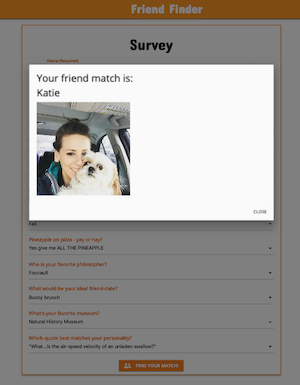 Friend Finder
Survey
Name (Required)
Your friend match is:
Katie
CLOSE
Fall
Pineapple on pizza - yay or nay?
Yes give me ALL THE PINEAPPLE
Who is your favorite philosopher?
Foucault
What would be your ideal friend-date?
Boozy brunch
What's your favorite museum?
Natural History Museum
Which quote best matches your personality?
"What...is the air-speed velocity of an unladen swallow?"
FIND YOUR MATCH!